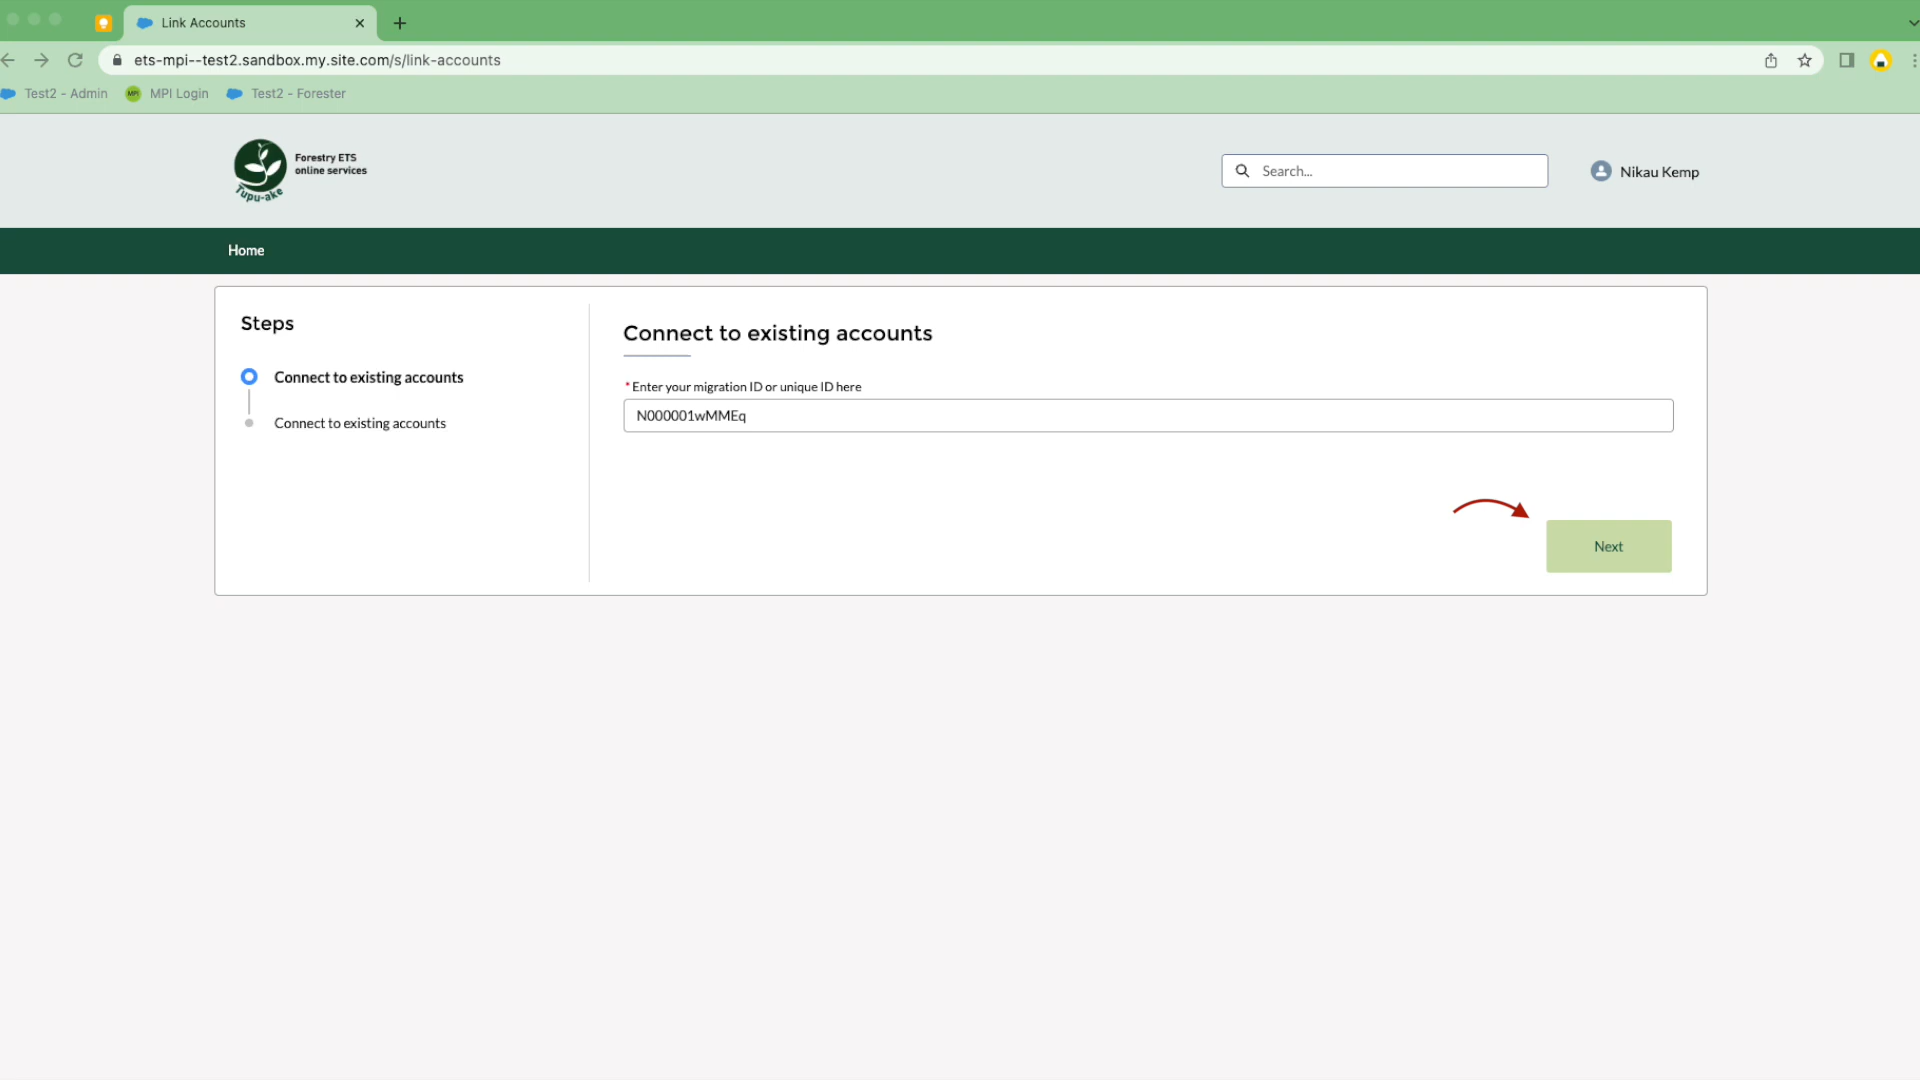 Link Accounts
ets-mpi--test2.sandbox.my.site.com/s/link-accounts
Test2 - Admin
MPI Login
Test2 - Forester
Forestry ETS
online services
Tupu-ake
Search...
Nikau Kemp
Home
Steps
Connect to existing accounts
Connect to existing accounts
Connect to existing accounts
*Enter your migration ID or unique ID here
N000001wMMEq
Next